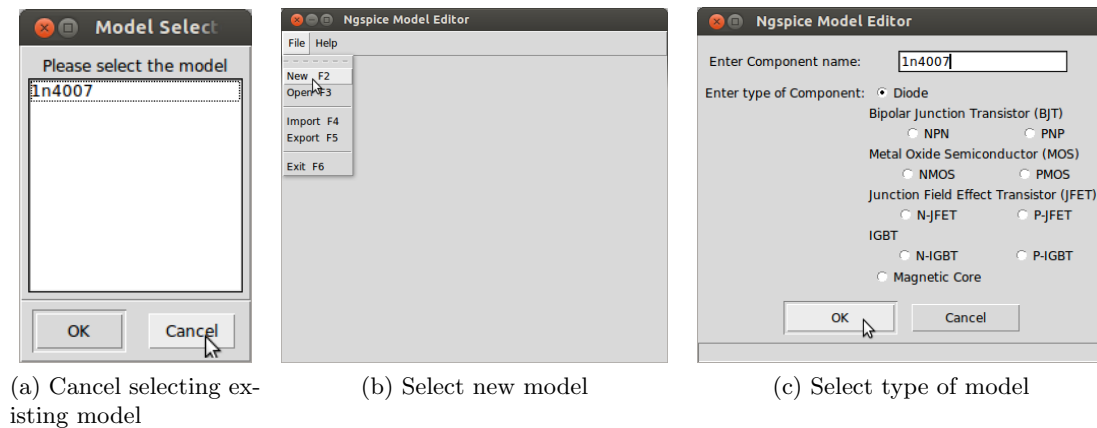 Model Select
Please select the model
1n4007
OK Cancel
(a) Cancel selecting ex-
isting model
Ngspice Model Editor
File Help
New F2
Open F3
Import F4
Export F5
Exit F6
(b) Select new model
Ngspice Model Editor
Enter Component name: 1n4007
Enter type of Component: Diode
Bipolar Junction Transistor (BJT)
NPN PNP
Metal Oxide Semiconductor (MOS)
NMOS PMOS
Junction Field Effect Transistor (JFET)
N-JFET P-JFET
IGBT
N-IGBT P-IGBT
Magnetic Core
OK Cancel
(c) Select type of model